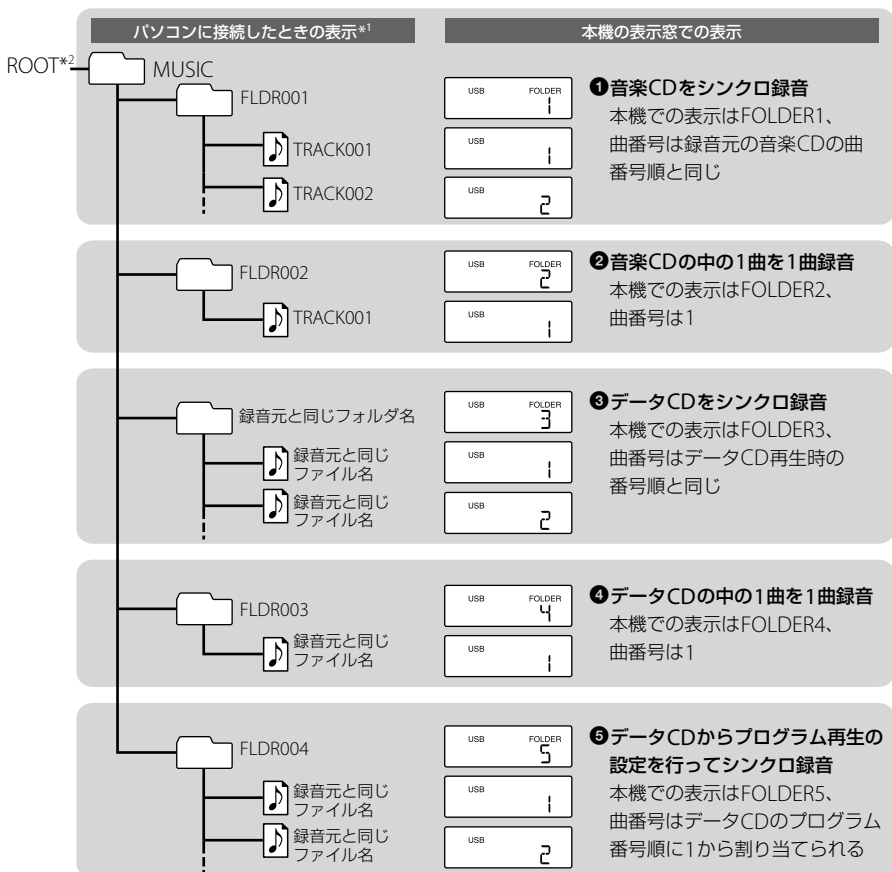 パソコンに接続したときの表示*1
本機の表示窓での表示
ROOT*2
MUSIC
FLDR001
TRACK001
TRACK002
USB FOLDER 1
USB 1
USB 2
❶音楽CDをシンクロ録音
本機での表示はFOLDER1、
曲番号は録音元の音楽CDの曲
番号順と同じ
FLDR002
TRACK001
USB FOLDER 2
USB 1
❷音楽CDの中の1曲を1曲録音
本機での表示はFOLDER2、
曲番号は1
録音元と同じフォルダ名
録音元と同じ
ファイル名
録音元と同じ
ファイル名
USB FOLDER 3
USB 1
USB 2
❸データCDをシンクロ録音
本機での表示はFOLDER3、
曲番号はデータCD再生時の
番号順と同じ
FLDR003
録音元と同じ
ファイル名
USB FOLDER 4
USB 1
❹データCDの中の1曲を1曲録音
本機での表示はFOLDER4、
曲番号は1
FLDR004
録音元と同じ
ファイル名
録音元と同じ
ファイル名
USB FOLDER 5
USB 1
USB 2
❺データCDからプログラム再生の
設定を行ってシンクロ録音
本機での表示はFOLDER5、
曲番号はデータCDのプログラム
番号順に1から割り当てられる